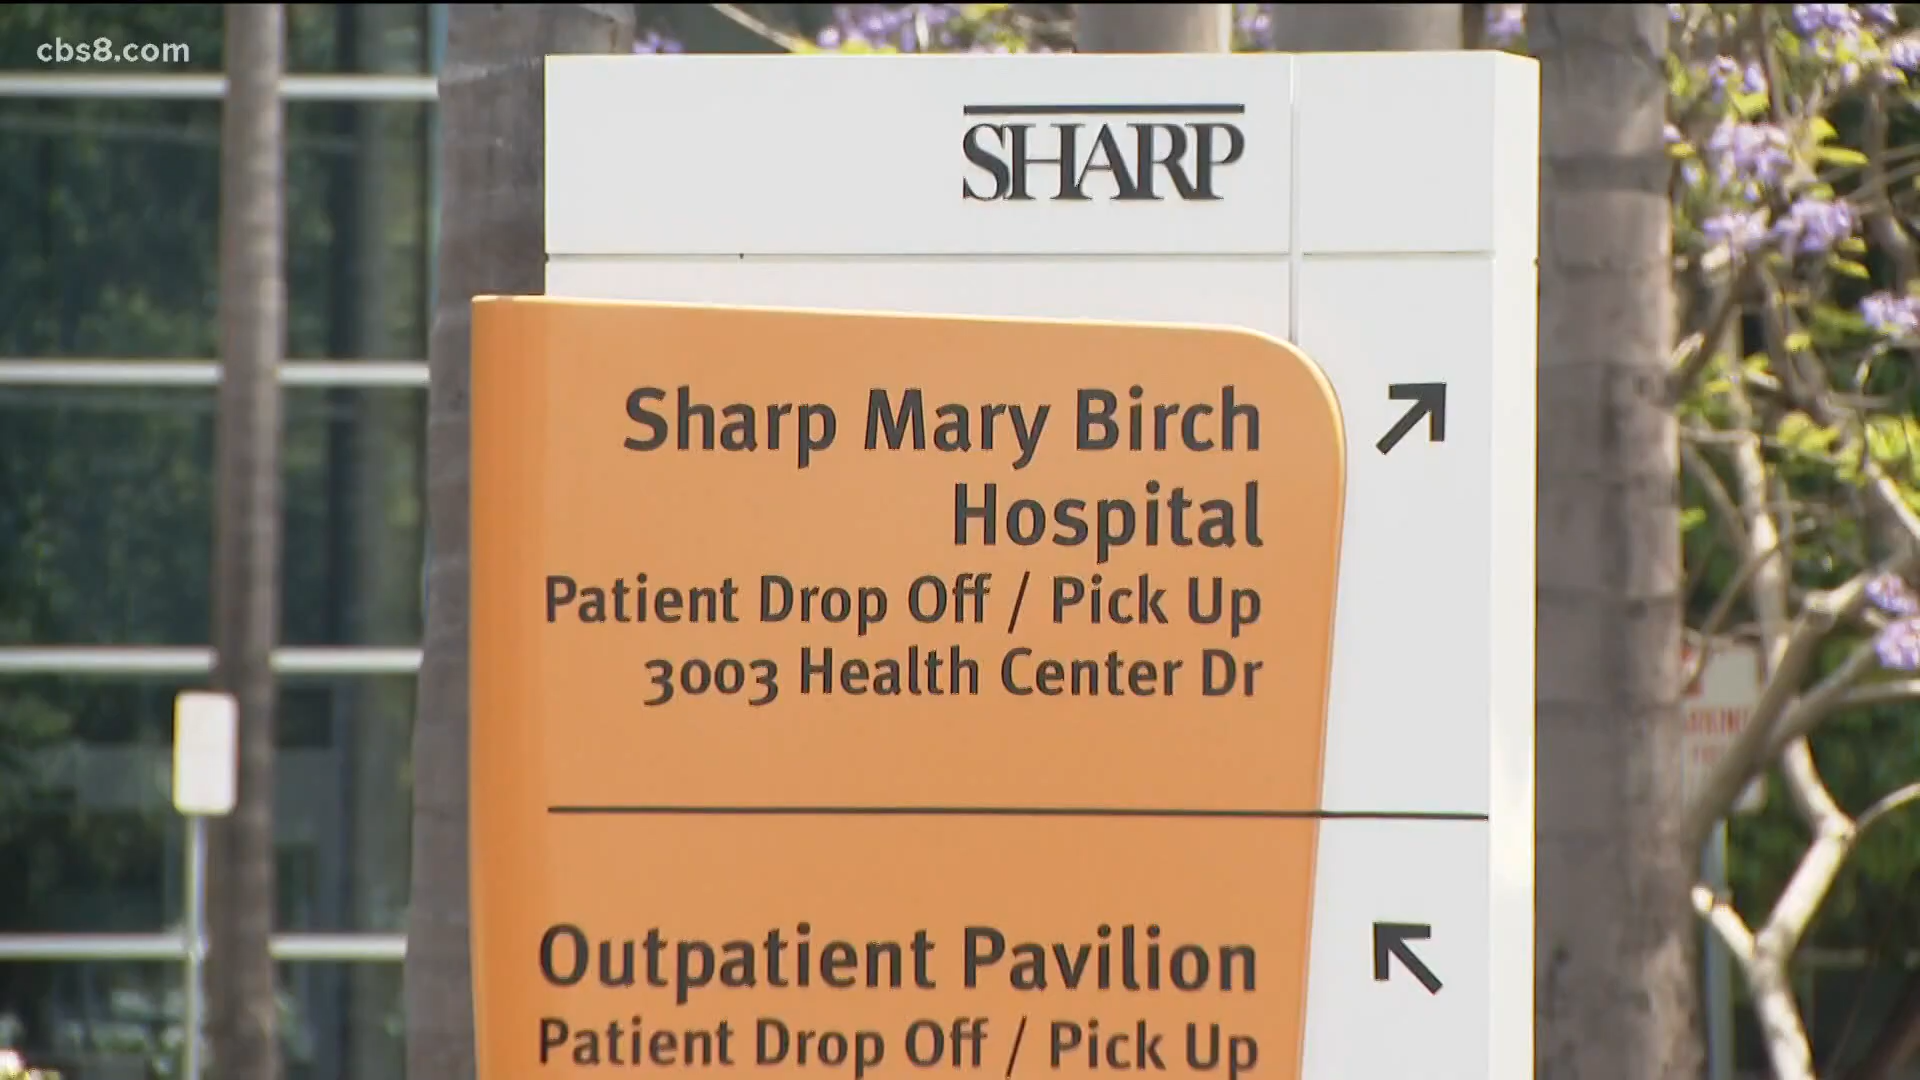 cbs8.com
SHARP
Sharp Mary Birch
Hospital
Patient Drop Off / Pick Up
3003 Health Center Dr
Outpatient Pavilion
Patient Drop Off / Pick Up